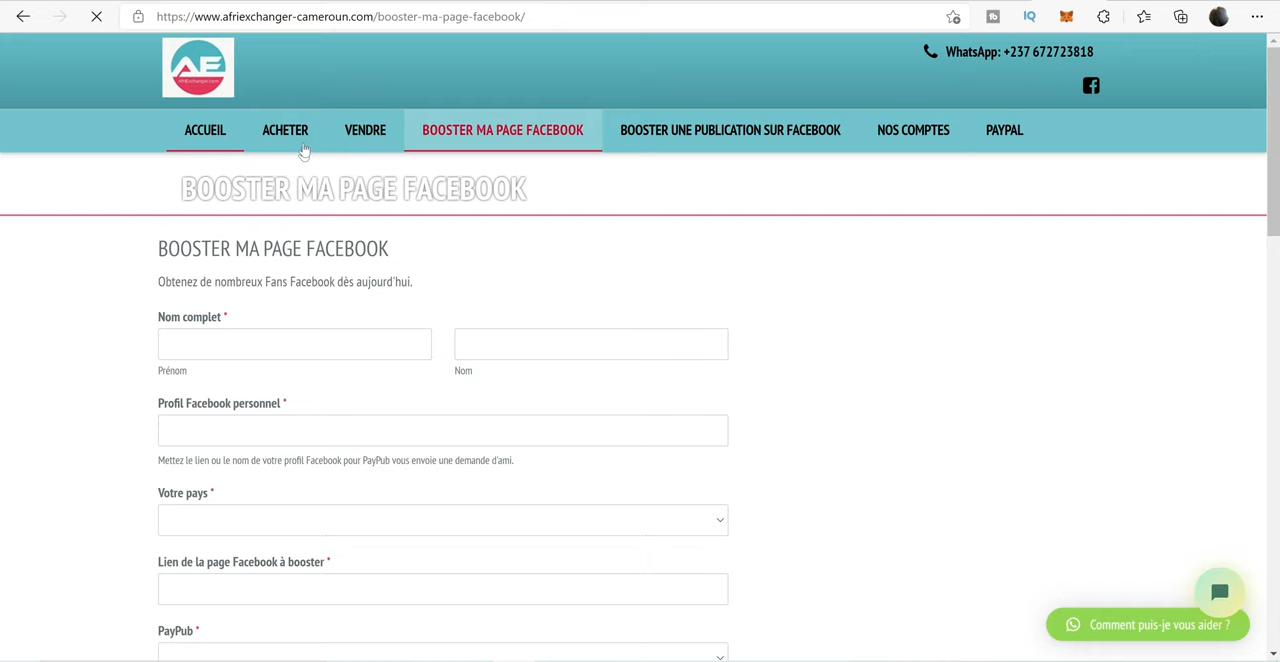 https://www.afriexchanger-cameroun.com/booster-ma-page-facebook/
AE
AfriExchanger.com
WhatsApp: +237 672723818
ACCUEIL ACHETER VENDRE BOOSTER MA PAGE FACEBOOK BOOSTER UNE PUBLICATION SUR FACEBOOK NOS COMPTES PAYPAL
BOOSTER MA PAGE FACEBOOK
BOOSTER MA PAGE FACEBOOK
Obtenez de nombreux Fans Facebook dès aujourd'hui.
Nom complet *
Prénom Nom
Profil Facebook personnel *
Mettez le lien ou le nom de votre profil Facebook pour PayPub vous envoie une demande d'ami.
Votre pays *
Lien de la page Facebook à booster *
PayPub *
Comment puis-je vous aider ?